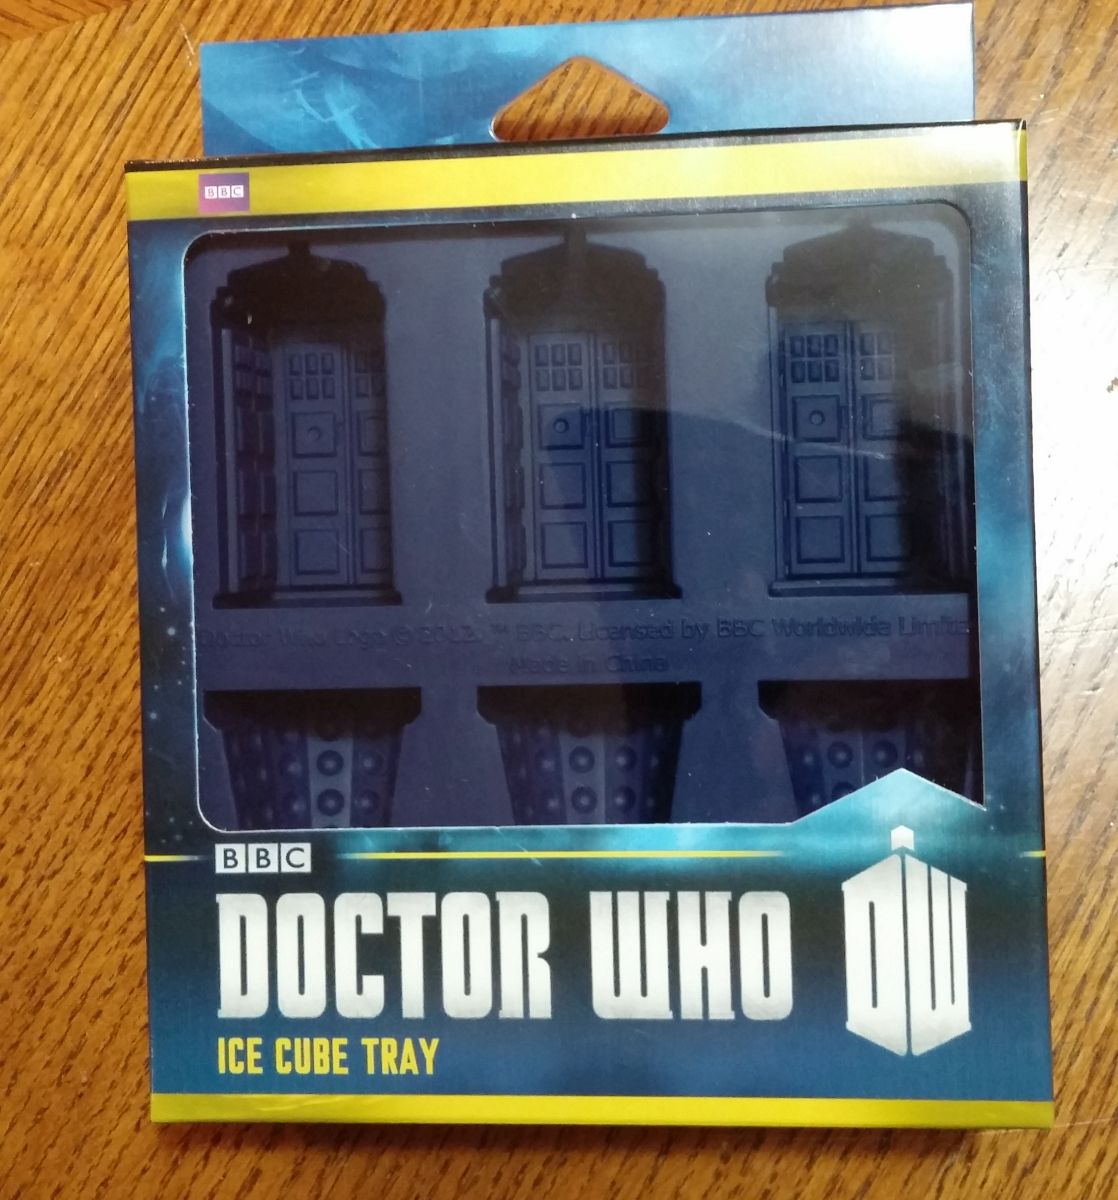 BBC
Doctor Who Logo © 2012. ™ BBC. Licensed by BBC Worldwide Limite
Made in China
BBC
DOCTOR WHO
DW
ICE CUBE TRAY